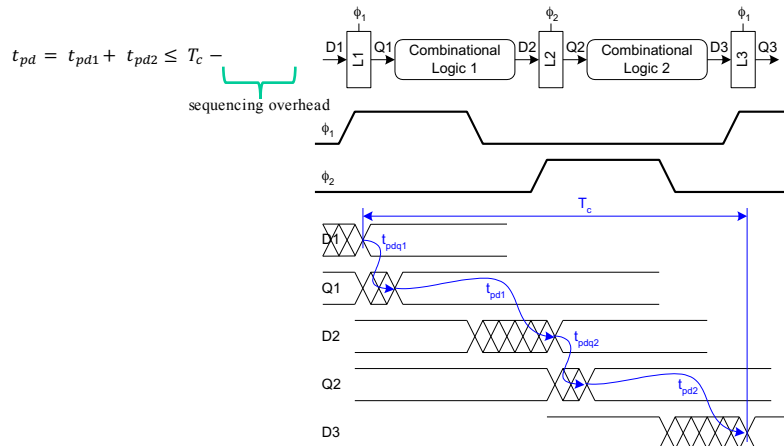 t_pd = t_pd1 + t_pd2 ≤ T_c −
sequencing overhead
ϕ1 ϕ2 ϕ1
D1 L1 Q1 Combinational Logic 1 D2 L2 Q2 Combinational Logic 2 D3 L3 Q3
ϕ1
ϕ2
T_c
D1
t_pdq1
Q1
t_pd1
D2
t_pdq2
Q2
t_pd2
D3